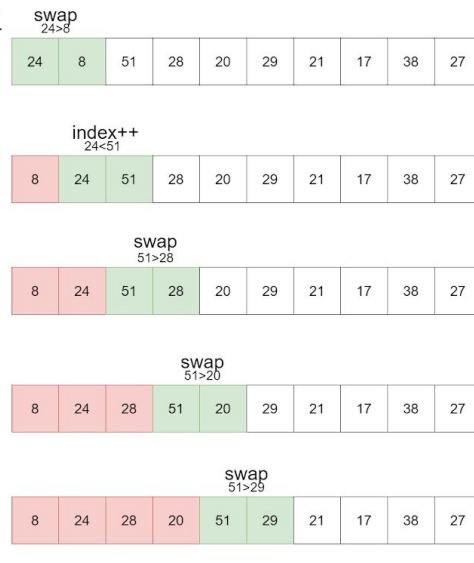 swap
24>8
24 8 51 28 20 29 21 17 38 27
index++
24<51
8 24 51 28 20 29 21 17 38 27
swap
51>28
8 24 51 28 20 29 21 17 38 27
swap
51>20
8 24 28 51 20 29 21 17 38 27
swap
51>29
8 24 28 20 51 29 21 17 38 27